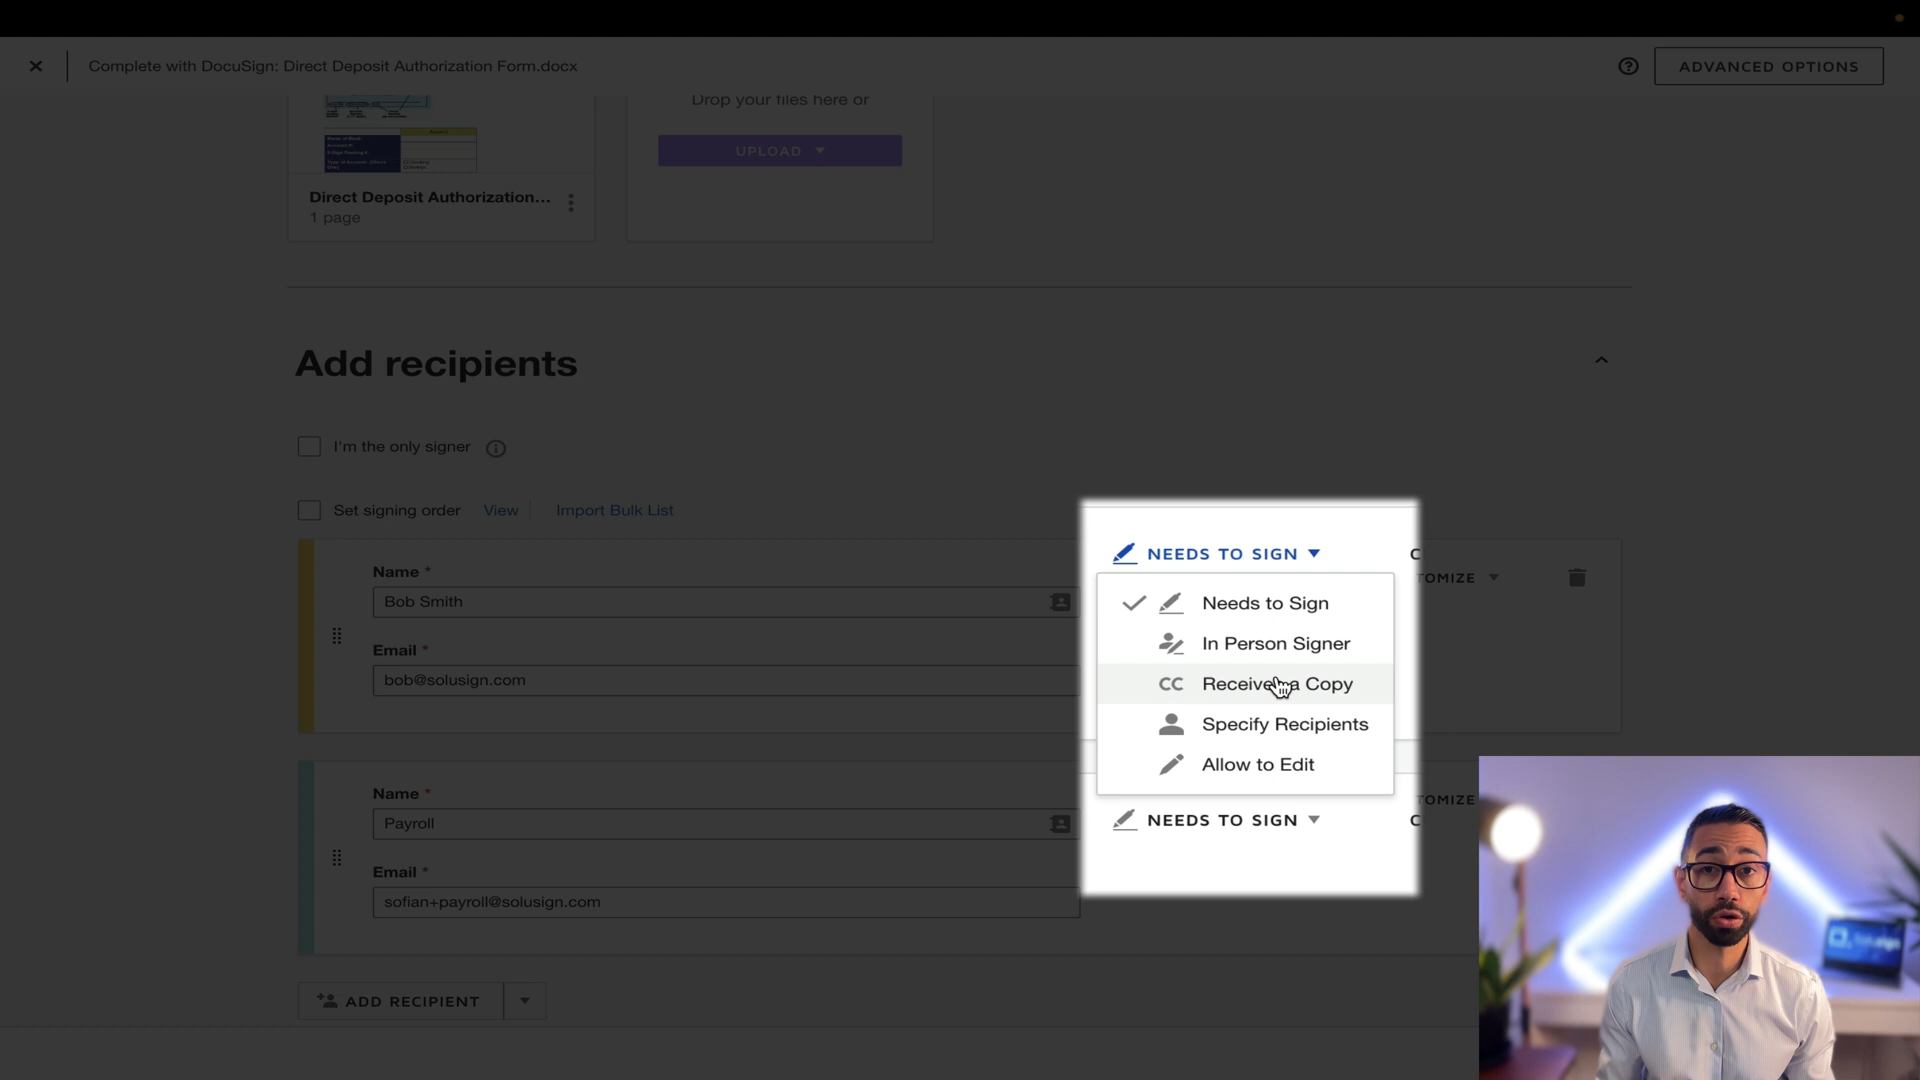 Complete with DocuSign: Direct Deposit Authorization Form.docx
ADVANCED OPTIONS
Drop your files here or
UPLOAD
Direct Deposit Authorization...
1 page
Add recipients
I'm the only signer
Set signing order View Import Bulk List
NEEDS TO SIGN C
TOMIZE
Name *
Bob Smith
Email *
bob@solusign.com
Needs to Sign
In Person Signer
CC Receives a Copy
Specify Recipients
Allow to Edit
Name *
Payroll
NEEDS TO SIGN C
TOMIZE
Email *
sofian+payroll@solusign.com
ADD RECIPIENT